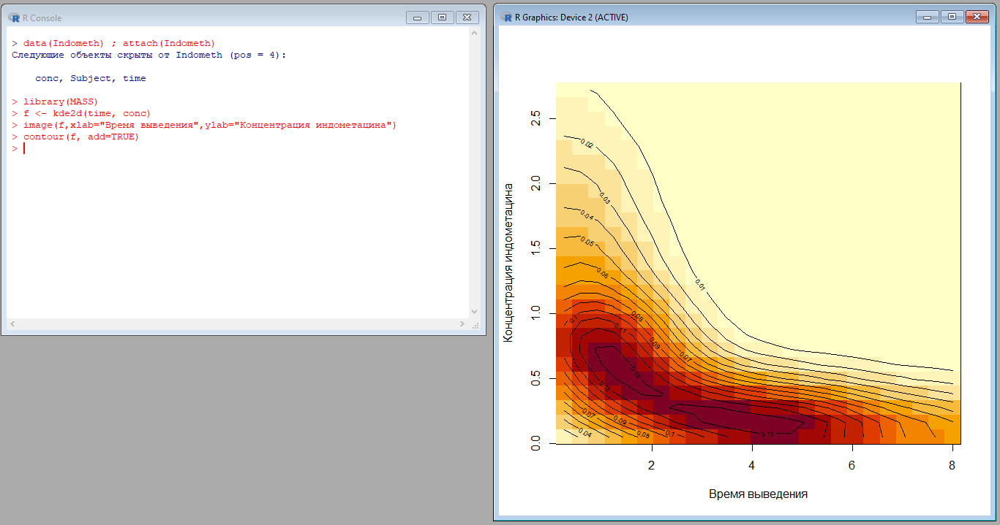 R Console
> data(Indometh) ; attach(Indometh)
Следующие объекты скрыты от Indometh (pos = 4):
conc, Subject, time
> library(MASS)
> f <- kde2d(time, conc)
> image(f,xlab="Время выведения",ylab="Концентрация индометацина")
> contour(f, add=TRUE)
>
R Graphics: Device 2 (ACTIVE)
Концентрация индометацина
2.5
2.0
1.5
1.0
0.5
0.0
0.02
0.03
0.04
0.05
0.06
0.01
0.1
0.08
0.11
0.09
0.07
0.13
0.12
0.07
0.09
0.04
0.08
0.1
0.13
2
4
6
8
Время выведения